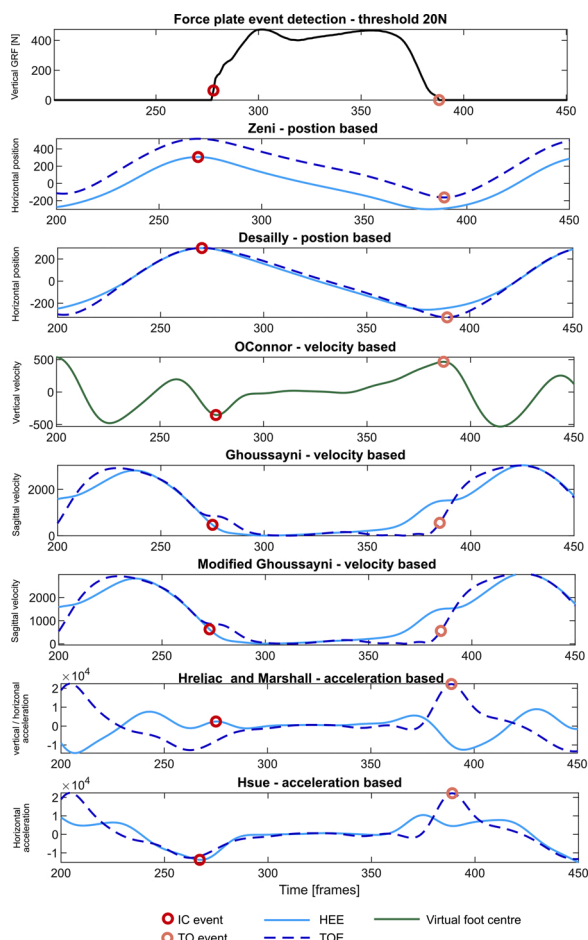 Force plate event detection - threshold 20N
Vertical GRF [N]
400
200
0
250 300 350 400 450
Zeni - postion based
Horizontal position
400
200
0
-200
200 250 300 350 400 450
Desailly - postion based
Horizontal position
200
0
-200
200 250 300 350 400 450
OConnor - velocity based
Vertical velocity
500
0
-500
200 250 300 350 400 450
Ghoussayni - velocity based
Sagittal velocity
2000
0
200 250 300 350 400 450
Modified Ghoussayni - velocity based
Sagittal velocity
2000
1000
0
200 250 300 350 400 450
Hreliac and Marshall - acceleration based
×10⁴
vertical / horizonal
acceleration
2
1
0
-1
200 250 300 350 400 450
Hsue - acceleration based
×10⁴
Horizontal
acceleration
2
1
0
-1
200 250 300 350 400 450
Time [frames]
IC event HEE Virtual foot centre
TO event TOE